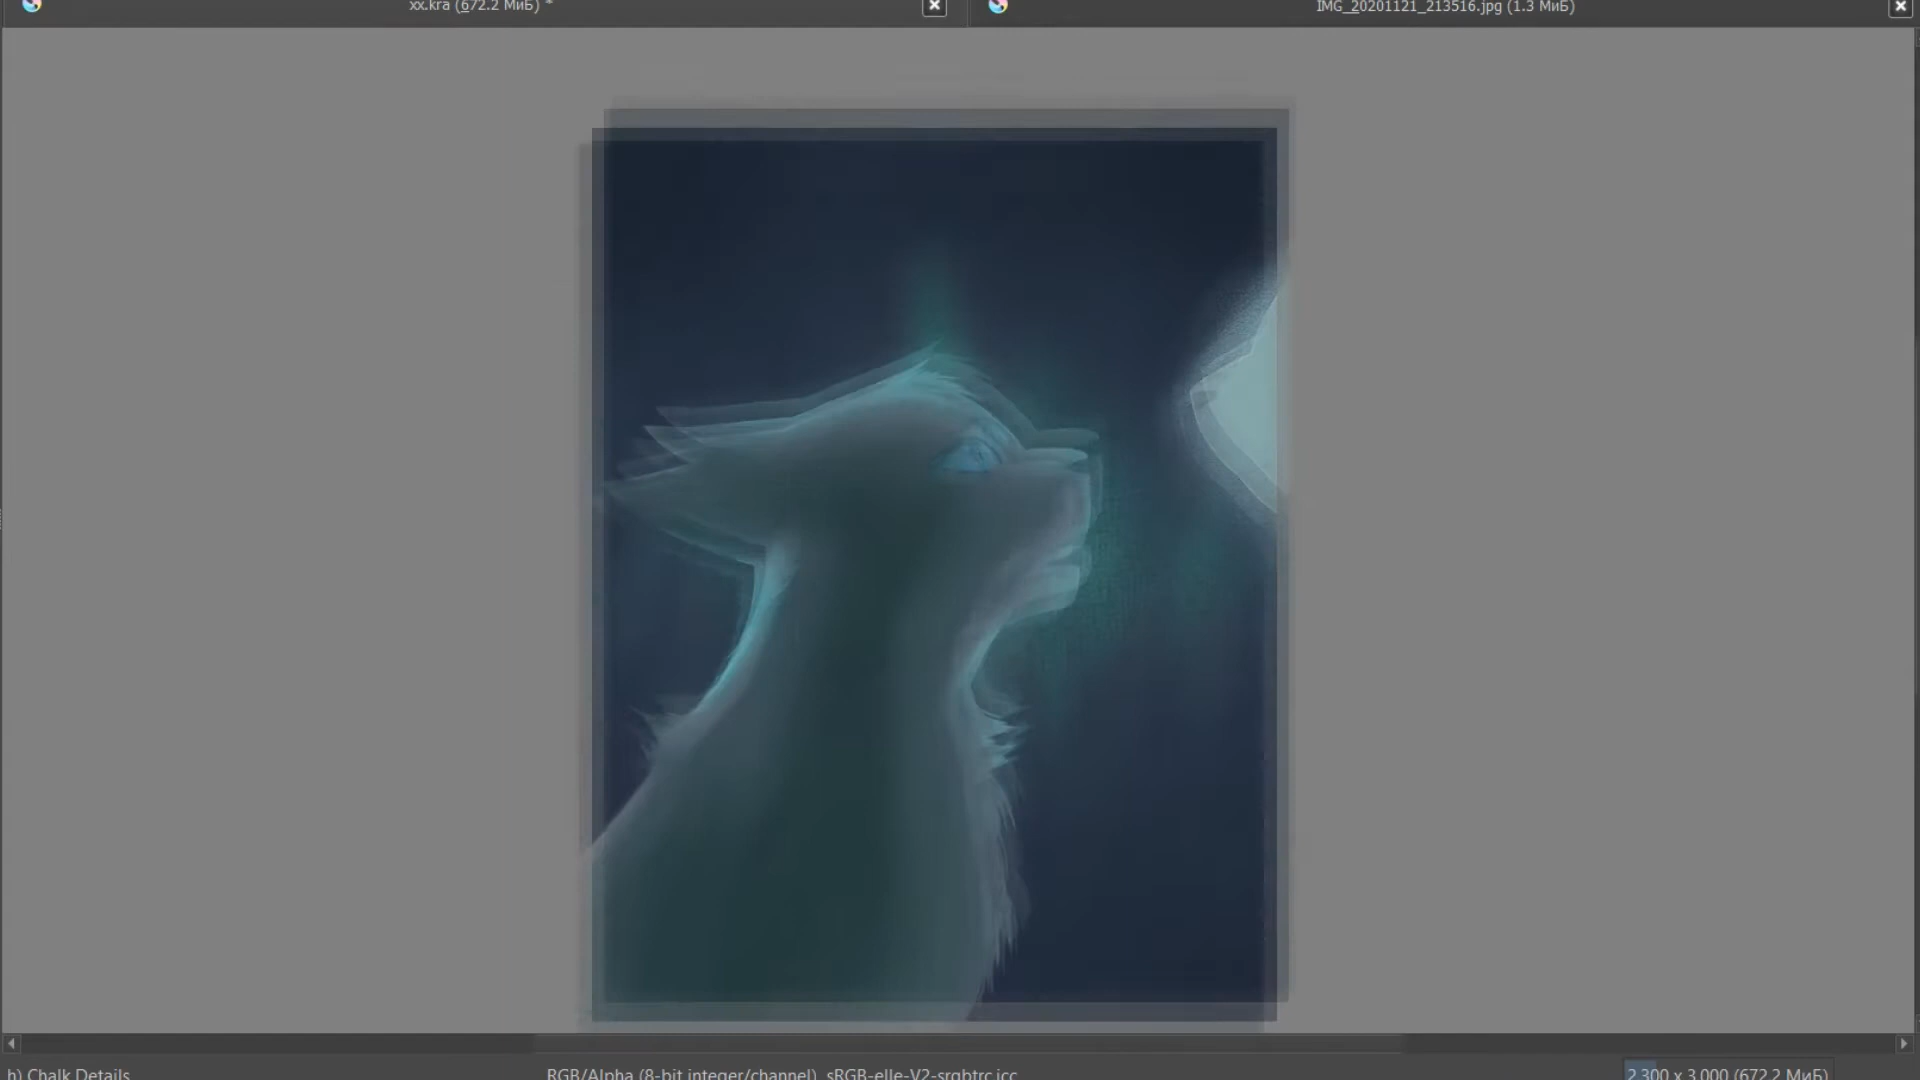 xx.kra (672.2 МиБ) *
IMG_20201121_213516.jpg (1.3 МиБ)
h) Chalk Details
RGB/Alpha (8-bit integer/channel), sRGB-elle-V2-srgbtrc.icc
2 300 x 3 000 (672.2 МиБ)